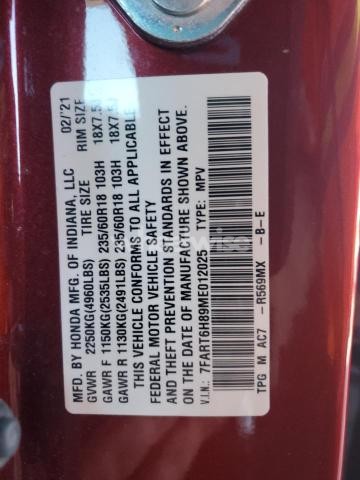 MFD. BY HONDA MFG. OF INDIANA, LLC 02/'21
GVWR 2250KG(4960LBS) TIRE SIZE RIM SIZE
GAWR F 1150KG(2535LBS) 235/60R18 103H 18X7.5J
GAWR R 1130KG(2491LBS) 235/60R18 103H 18X7.5J
THIS VEHICLE CONFORMS TO ALL APPLICABLE
FEDERAL MOTOR VEHICLE SAFETY
AND THEFT PREVENTION STANDARDS IN EFFECT
ON THE DATE OF MANUFACTURE SHOWN ABOVE.
V.I.N.: 7FART6H89ME012025 TYPE: MPV
TPG M AC7 -R569MX -B-E